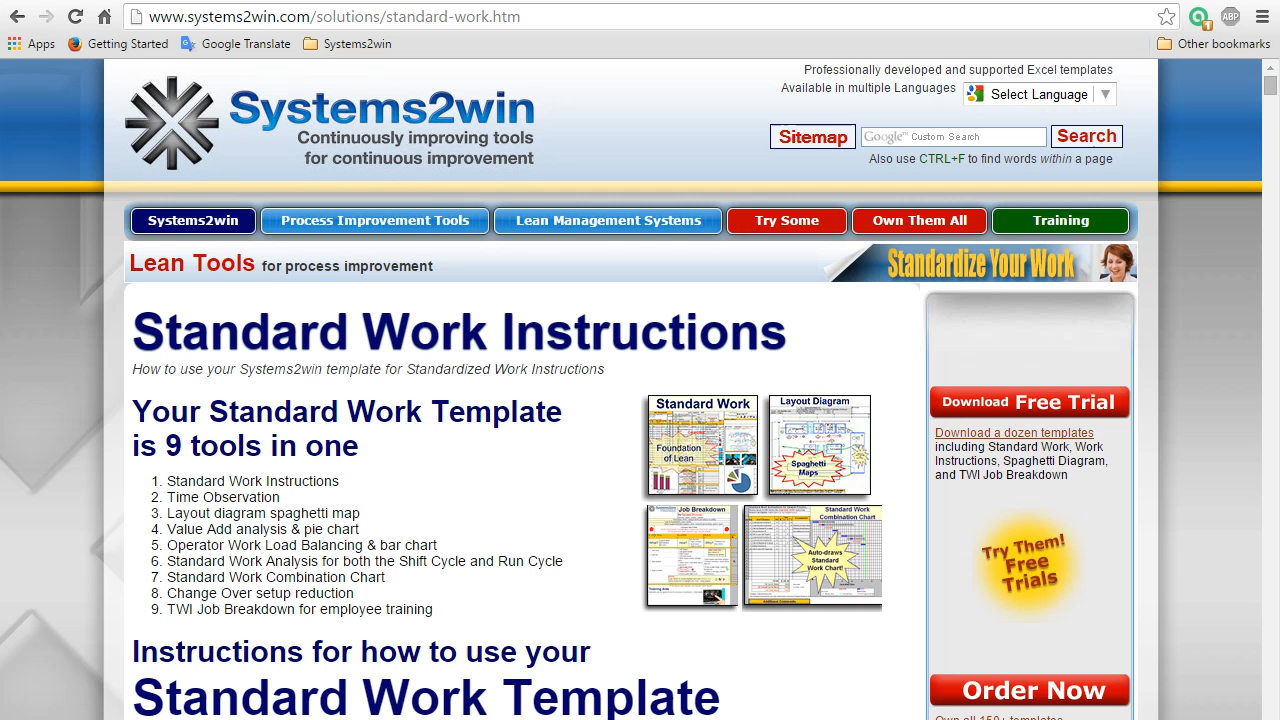 www.systems2win.com/solutions/standard-work.htm
Apps Getting Started Google Translate Systems2win Other bookmarks
Professionally developed and supported Excel templates
Available in multiple Languages Select Language
Systems2win
Continuously improving tools
for continuous improvement
Sitemap Google™ Custom Search Search
Also use CTRL+F to find words within a page
Systems2win Process Improvement Tools Lean Management Systems Try Some Own Them All Training
Lean Tools for process improvement
Standardize Your Work
Standard Work Instructions
How to use your Systems2win template for Standardized Work Instructions
Your Standard Work Template
is 9 tools in one
1. Standard Work Instructions
2. Time Observation
3. Layout diagram spaghetti map
4. Value Add analysis & pie chart
5. Operator Work Load Balancing & bar chart
6. Standard Work Analysis for both the Shift Cycle and Run Cycle
7. Standard Work Combination Chart
8. Change Over setup reduction
9. TWI Job Breakdown for employee training
Standard Work
Foundation
of Lean
Layout Diagram
Spaghetti
Maps
Job Breakdown
Standard Work
Combination Chart
Auto-draws
Standard
Work Chart!
Instructions for how to use your
Standard Work Template
Download Free Trial
Download a dozen templates
including Standard Work, Work
Instructions, Spaghetti Diagram,
and TWI Job Breakdown
Try Them!
Free
Trials
Order Now
Own all 150+ templates
ABP
1